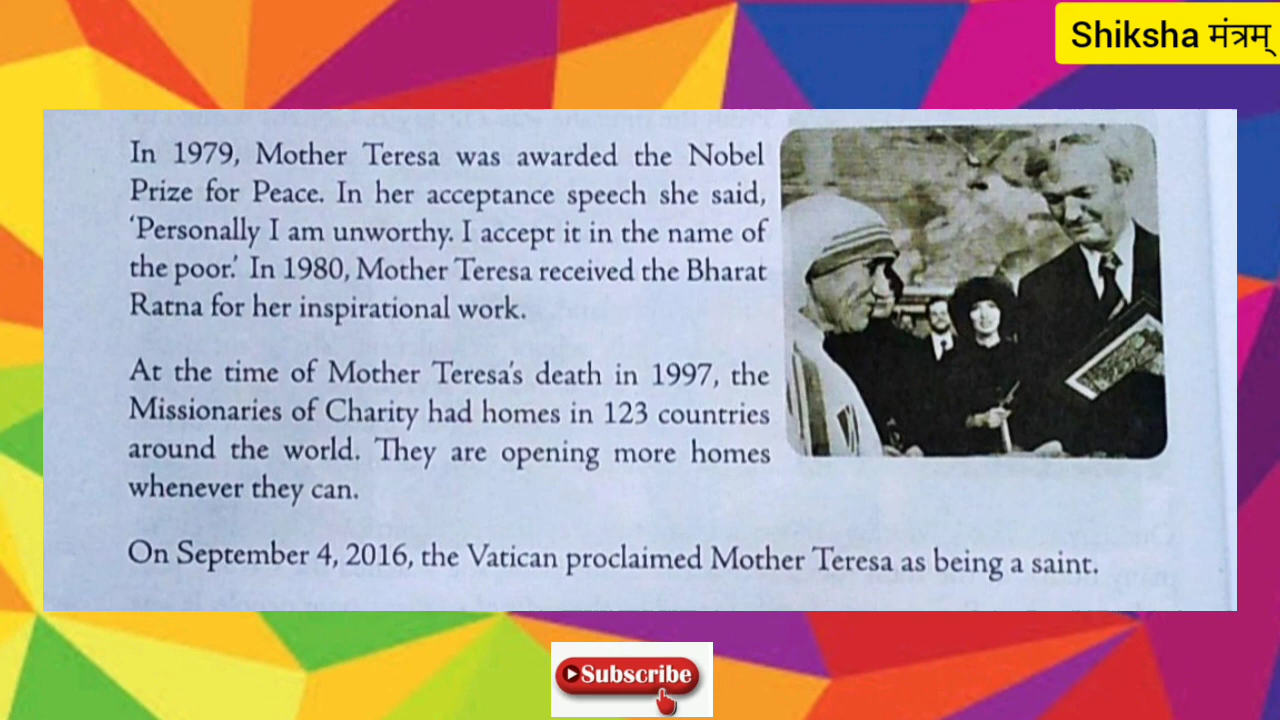 Shiksha मंत्रम्
In 1979, Mother Teresa was awarded the Nobel
Prize for Peace. In her acceptance speech she said,
‘Personally I am unworthy. I accept it in the name of
the poor.’ In 1980, Mother Teresa received the Bharat
Ratna for her inspirational work.
At the time of Mother Teresa's death in 1997, the
Missionaries of Charity had homes in 123 countries
around the world. They are opening more homes
whenever they can.
On September 4, 2016, the Vatican proclaimed Mother Teresa as being a saint.
Subscribe